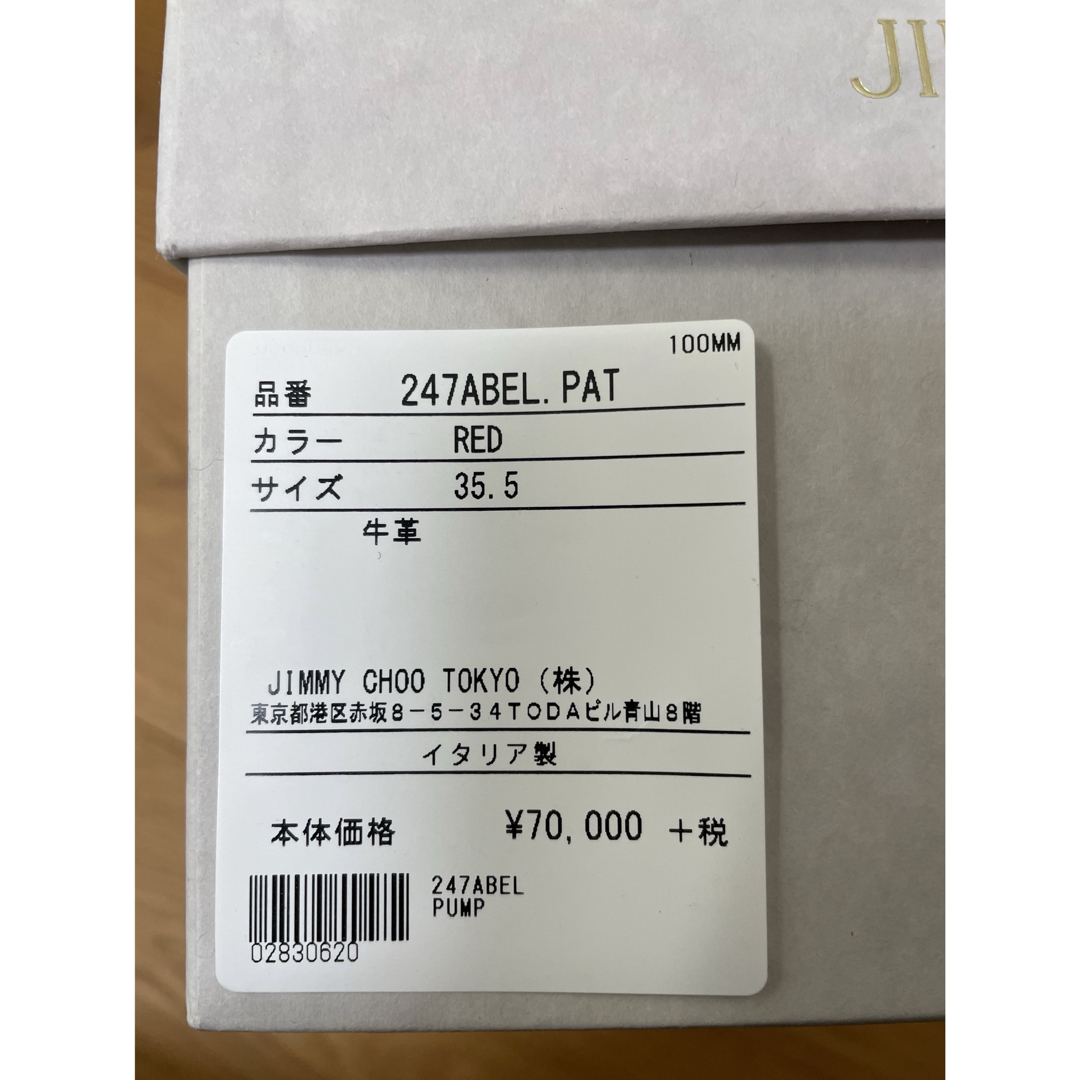 JI
100MM
品番 247ABEL.PAT
カラー RED
サイズ 35.5
牛革
JIMMY CHOO TOKYO (株)
東京都港区赤坂8-5-34TODAビル青山8階
イタリア製
本体価格 ¥70,000 +税
247ABEL
PUMP
02830620